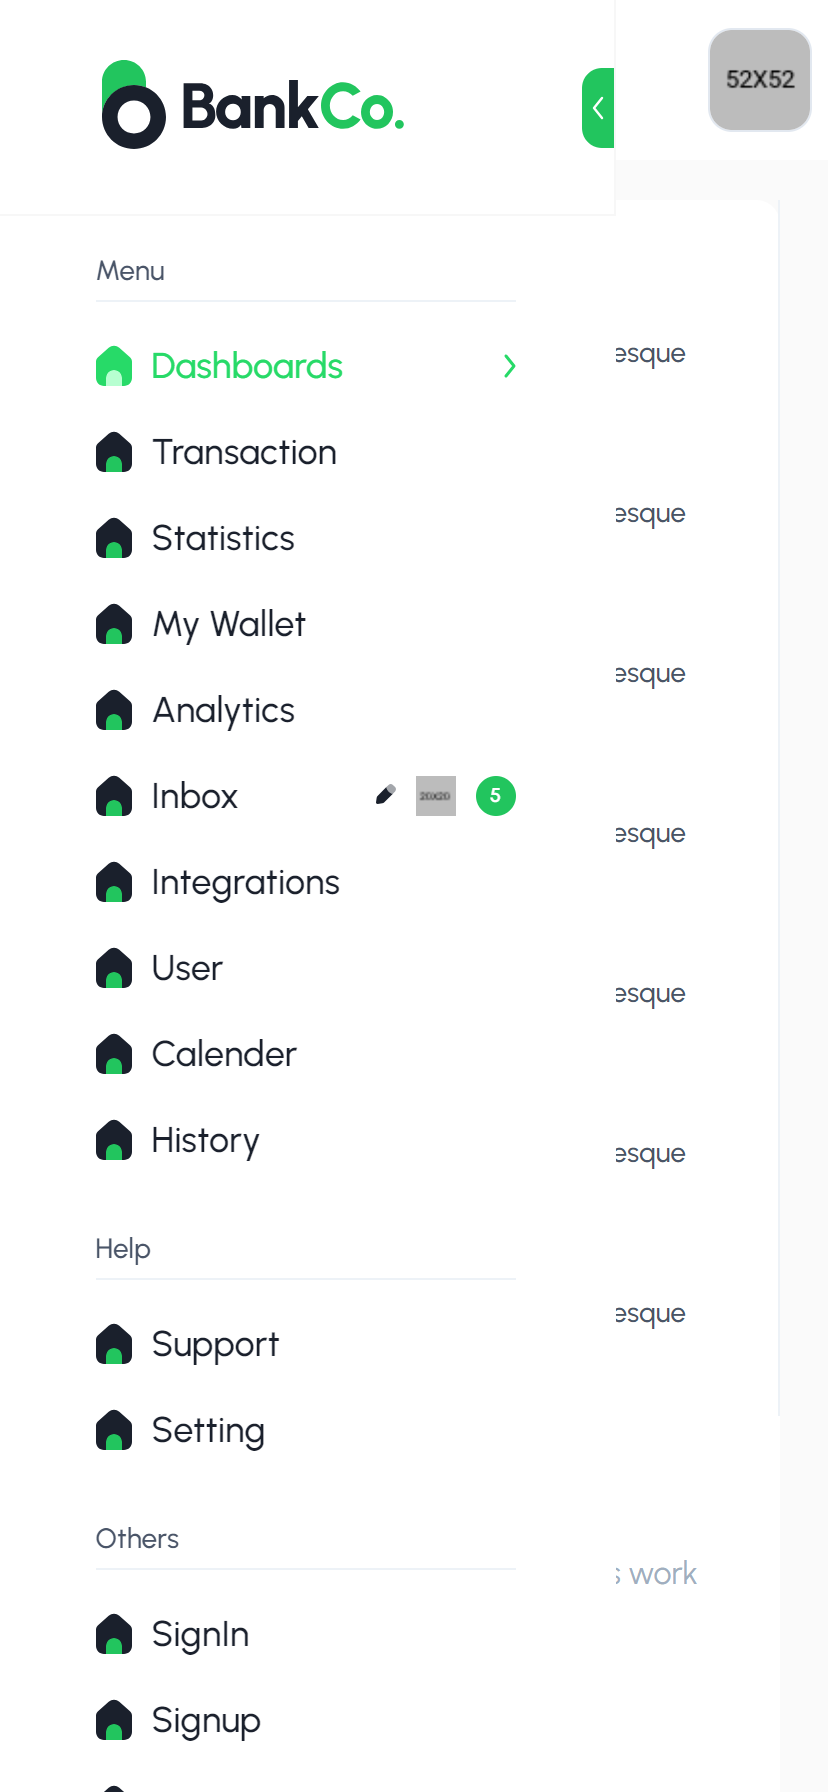 BankCo.
52X52
Menu
Dashboards
Transaction
Statistics
My Wallet
Analytics
Inbox 20X20 5
Integrations
User
Calender
History
Help
Support
Setting
Others
SignIn
Signup
esque
esque
esque
esque
esque
esque
esque
s work